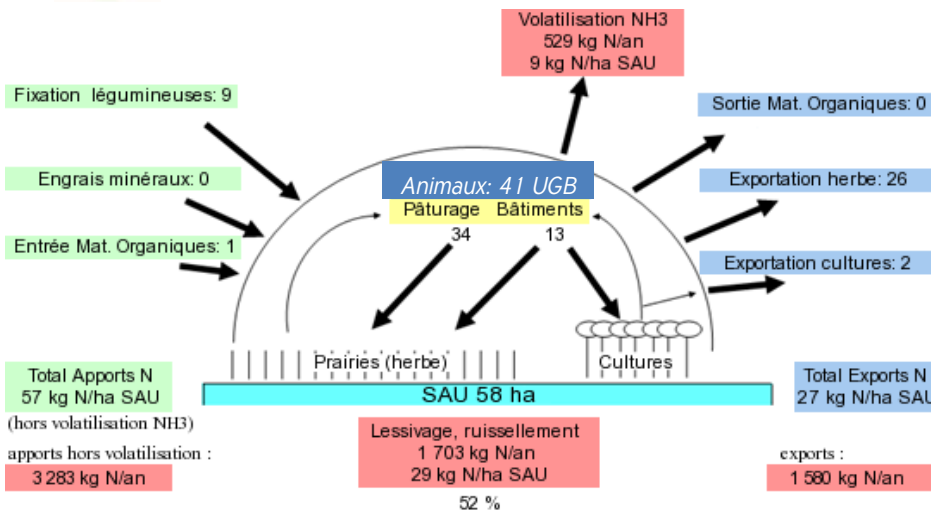 Volatilisation NH3
529 kg N/an
9 kg N/ha SAU
Fixation légumineuses: 9
Sortie Mat. Organiques: 0
Engrais minéraux: 0
Animaux: 41 UGB
Exportation herbe: 26
Pâturage Bâtiments
34 13
Entrée Mat. Organiques: 1
Exportation cultures: 2
Prairies (herbe)
Cultures
Total Apports N
57 kg N/ha SAU
(hors volatilisation NH3)
SAU 58 ha
Total Exports N
27 kg N/ha SAU
Lessivage, ruissellement
1 703 kg N/an
29 kg N/ha SAU
52 %
apports hors volatilisation :
3 283 kg N/an
exports :
1 580 kg N/an